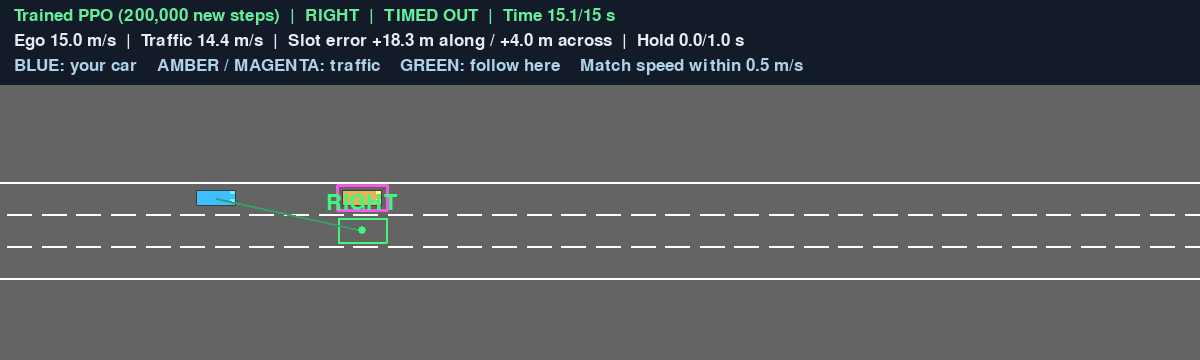 Trained PPO (200,000 new steps) | RIGHT | TIMED OUT | Time 15.1/15 s
Ego 15.0 m/s | Traffic 14.4 m/s | Slot error +18.3 m along / +4.0 m across | Hold 0.0/1.0 s
BLUE: your car AMBER / MAGENTA: traffic GREEN: follow here Match speed within 0.5 m/s
RIGHT